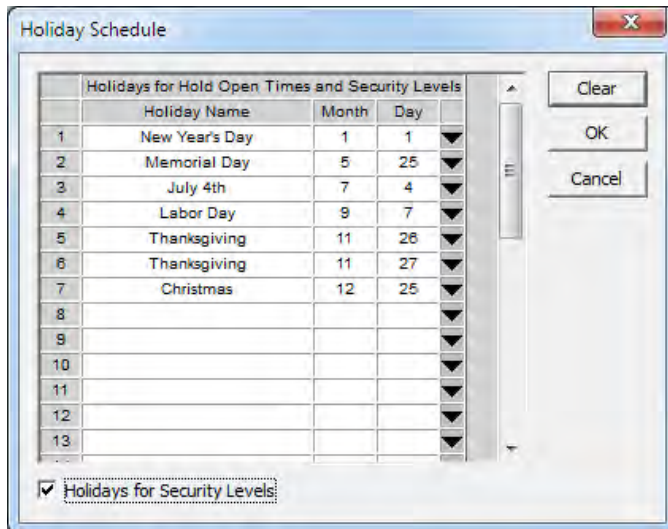 Holiday Schedule
Holidays for Hold Open Times and Security Levels
Holiday Name Month Day
1 New Year's Day 1 1
2 Memorial Day 5 25
3 July 4th 7 4
4 Labor Day 9 7
5 Thanksgiving 11 26
6 Thanksgiving 11 27
7 Christmas 12 25
8
9
10
11
12
13
Clear
OK
Cancel
Holidays for Security Levels